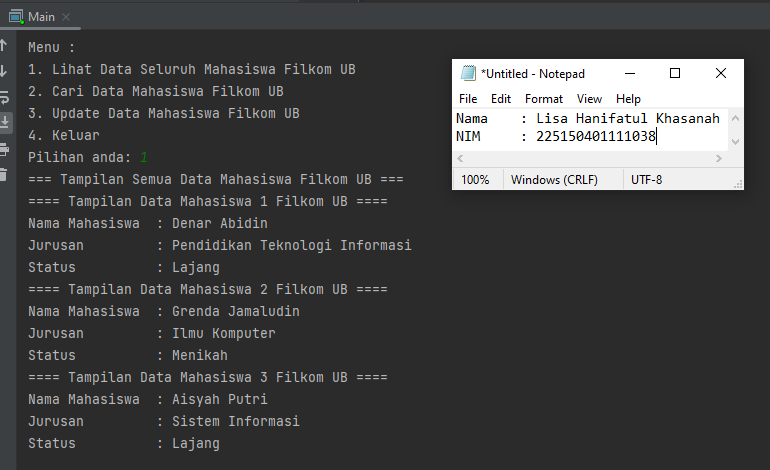 Main
Menu :
1. Lihat Data Seluruh Mahasiswa Filkom UB
2. Cari Data Mahasiswa Filkom UB
3. Update Data Mahasiswa Filkom UB
4. Keluar
Pilihan anda: 1
=== Tampilan Semua Data Mahasiswa Filkom UB ===
==== Tampilan Data Mahasiswa 1 Filkom UB ====
Nama Mahasiswa  : Denar Abidin
Jurusan         : Pendidikan Teknologi Informasi
Status          : Lajang
==== Tampilan Data Mahasiswa 2 Filkom UB ====
Nama Mahasiswa  : Grenda Jamaludin
Jurusan         : Ilmu Komputer
Status          : Menikah
==== Tampilan Data Mahasiswa 3 Filkom UB ====
Nama Mahasiswa  : Aisyah Putri
Jurusan         : Sistem Informasi
Status          : Lajang
*Untitled - Notepad
File Edit Format View Help
Nama    : Lisa Hanifatul Khasanah
NIM     : 225150401111038
100% Windows (CRLF) UTF-8